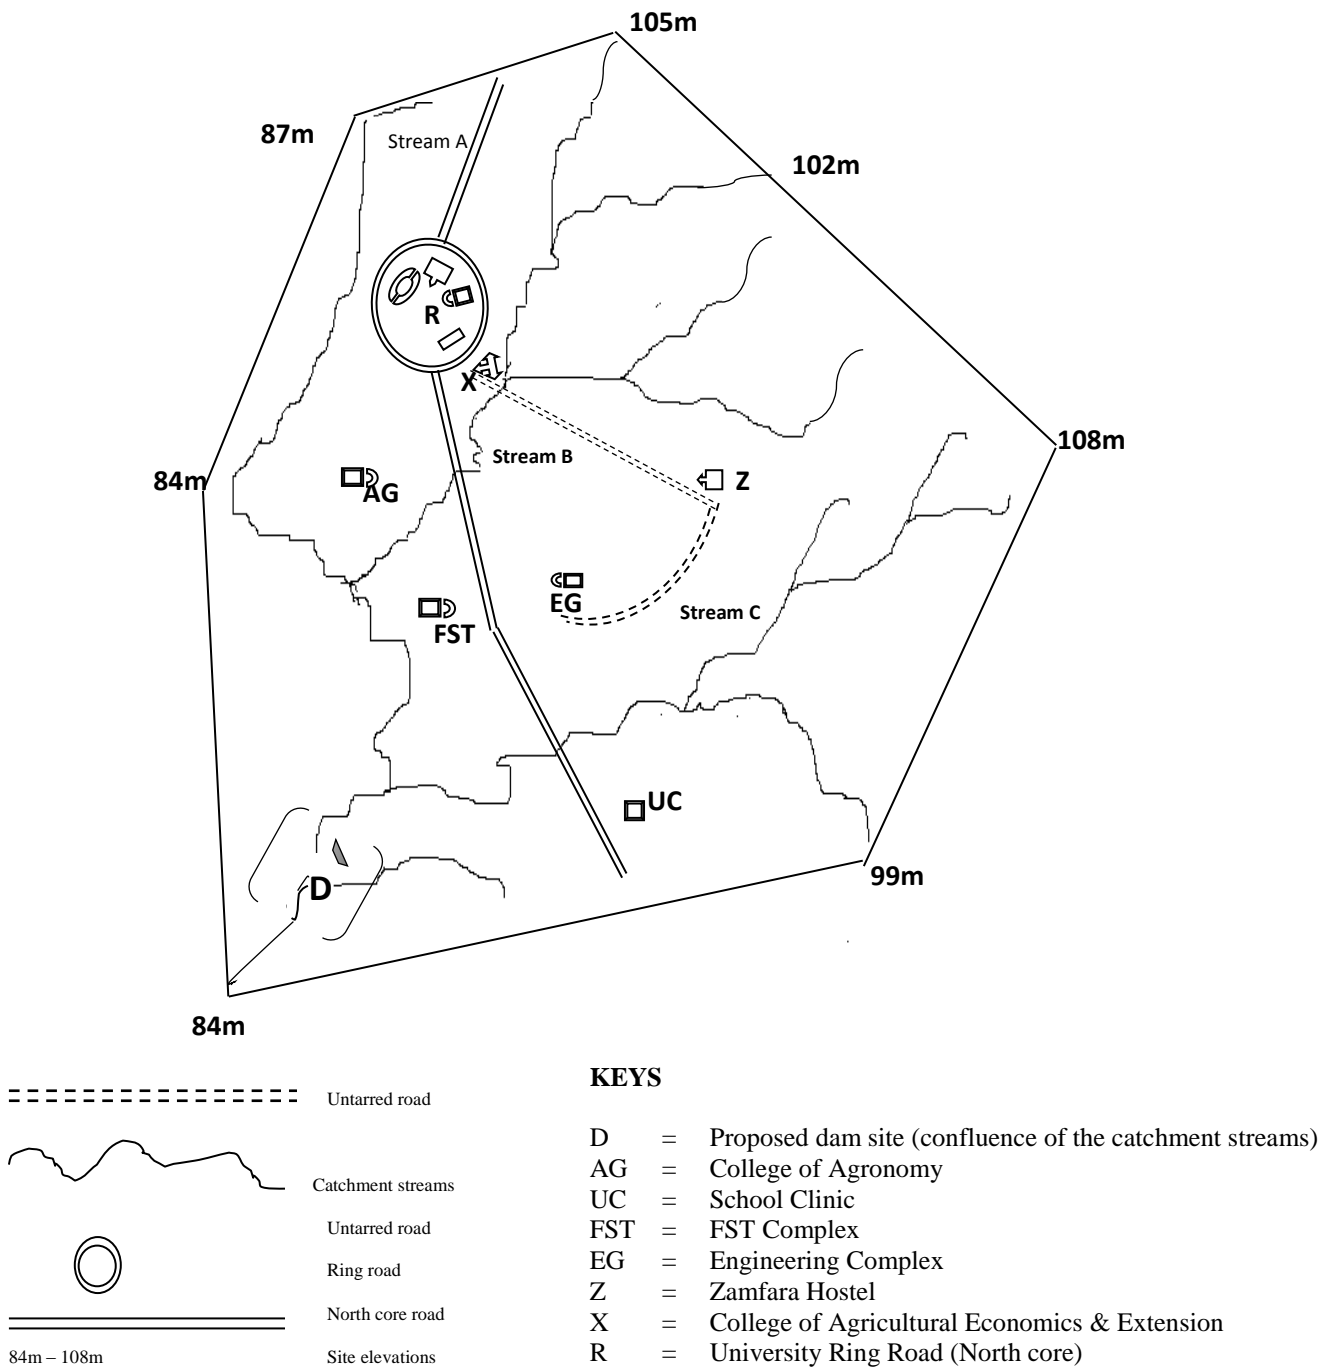 105m
87m
Stream A
102m
R
X
108m
Stream B
84m
Z
AG
EG
Stream C
FST
UC
D
99m
84m
KEYS
Untarred road
D = Proposed dam site (confluence of the catchment streams)
AG = College of Agronomy
Catchment streams
UC = School Clinic
Untarred road
FST = FST Complex
Ring road
EG = Engineering Complex
Z = Zamfara Hostel
North core road
X = College of Agricultural Economics & Extension
84m – 108m Site elevations
R = University Ring Road (North core)